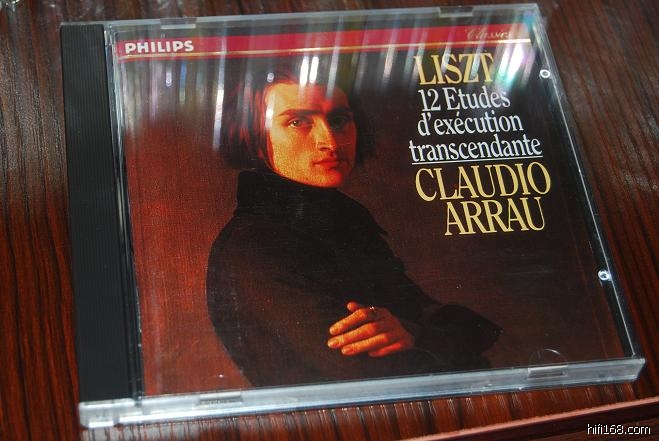 PHILIPS
Classics
LISZT
12 Etudes
d'exécution
transcendante
CLAUDIO
ARRAU
hifi168.com